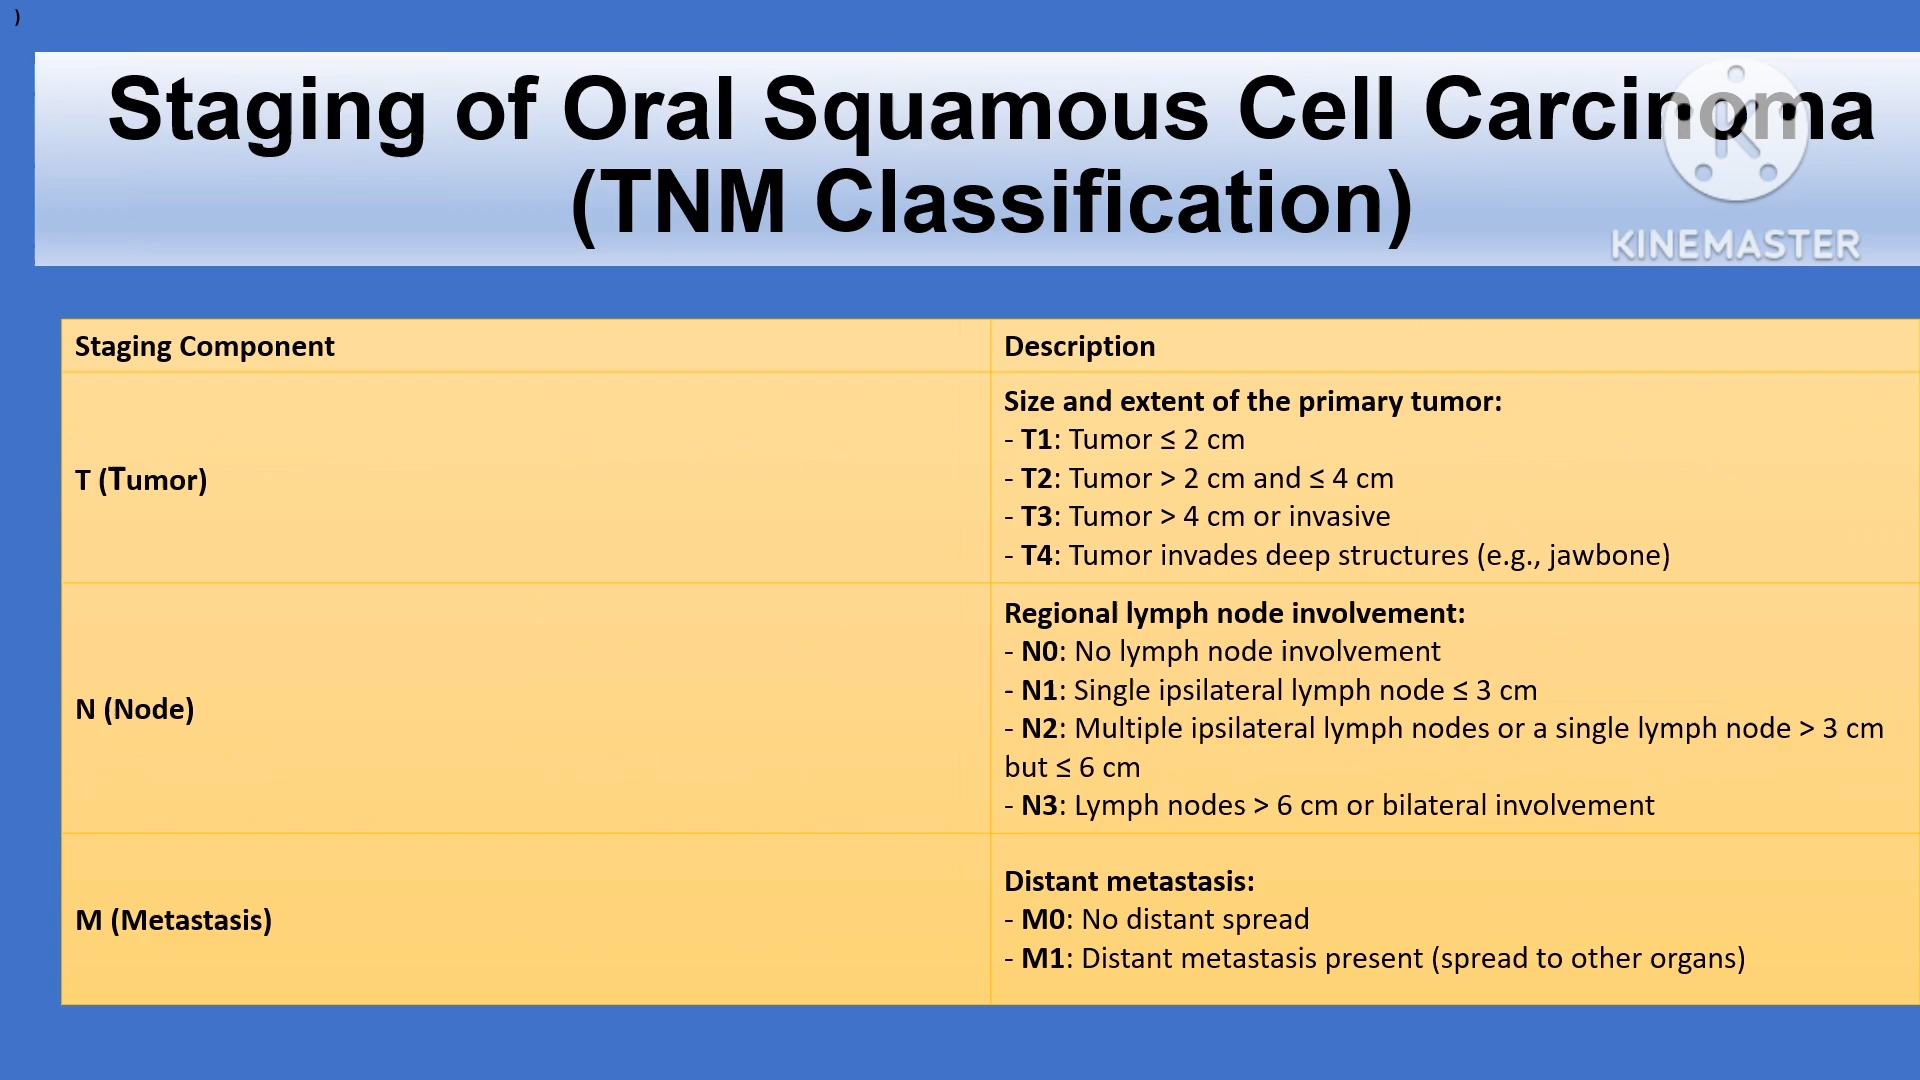 )
Staging of Oral Squamous Cell Carcinoma
(TNM Classification)
KINEMASTER
Staging Component
Description
T (Tumor)
Size and extent of the primary tumor:
- T1: Tumor ≤ 2 cm
- T2: Tumor > 2 cm and ≤ 4 cm
- T3: Tumor > 4 cm or invasive
- T4: Tumor invades deep structures (e.g., jawbone)
N (Node)
Regional lymph node involvement:
- N0: No lymph node involvement
- N1: Single ipsilateral lymph node ≤ 3 cm
- N2: Multiple ipsilateral lymph nodes or a single lymph node > 3 cm
but ≤ 6 cm
- N3: Lymph nodes > 6 cm or bilateral involvement
M (Metastasis)
Distant metastasis:
- M0: No distant spread
- M1: Distant metastasis present (spread to other organs)